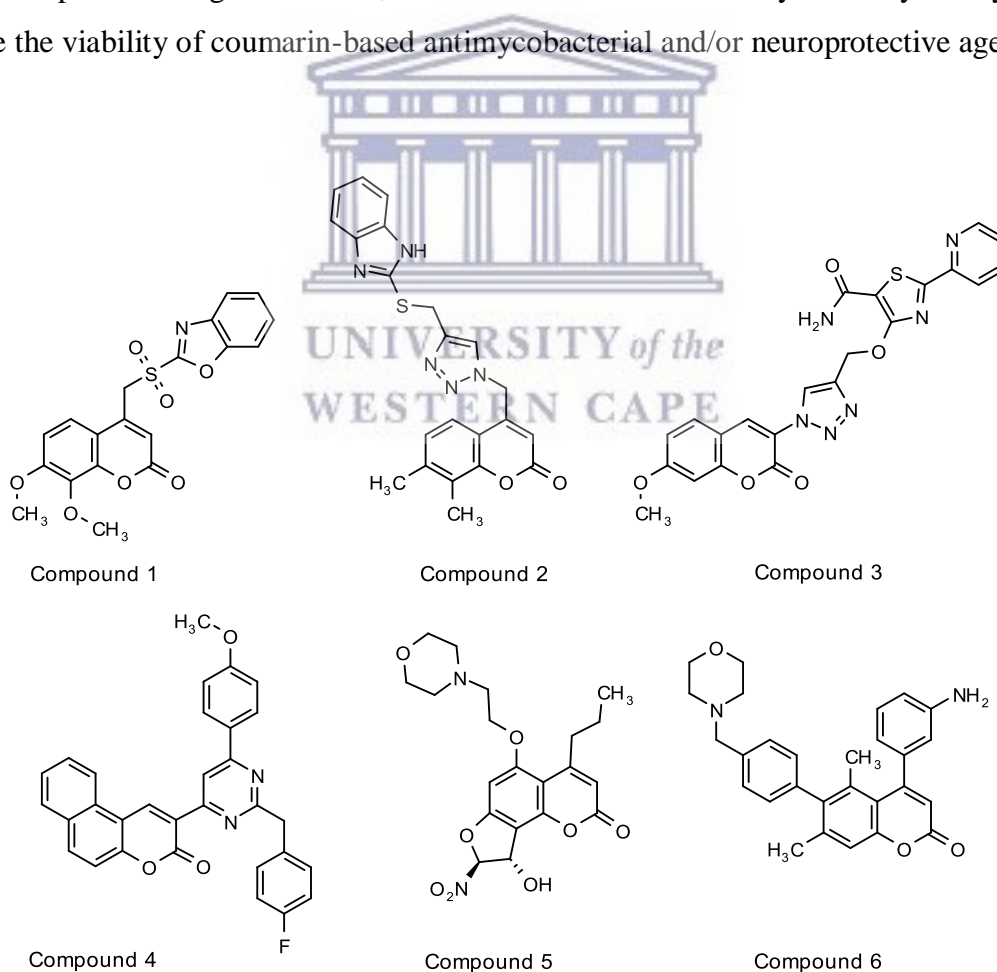 e the viability of coumarin-based antimycobacterial and/or neuroprotective age
UNIVERSITY of the
WESTERN CAPE
NH
N
S
N
N
N
O
O
CH3
H3C
N
O
S
O
O
O
O
O
O
CH3
O
CH3
CH3
O
H2N
S
N
N
O
N
N
N
O
O
O
CH3
Compound 1
Compound 2
Compound 3
H3C
O
N
N
O
O
F
O
N
O
CH3
O
O
O
O2N
OH
O
N
NH2
CH3
H3C
O
O
Compound 4
Compound 5
Compound 6